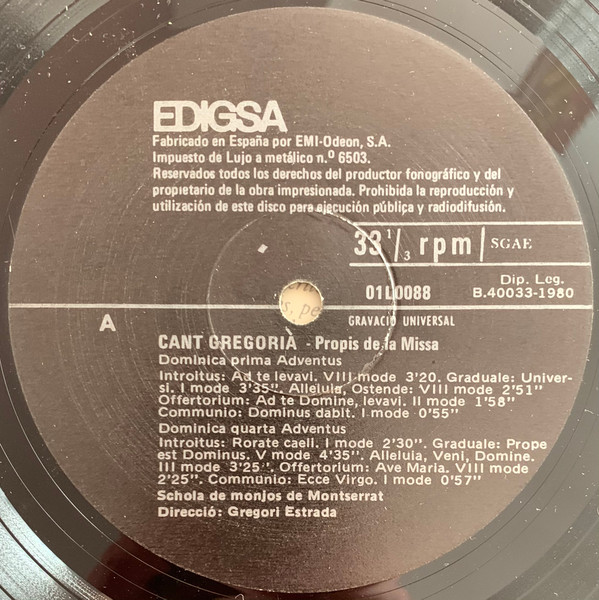 EDIGSA
Fabricado en España por EMI-Odeon, S.A.
Impuesto de Lujo a metálico n.º 6503.
Reservados todos los derechos del productor fonográfico y del
propietario de la obra impresionada. Prohibida la reproducción y
utilización de este disco para ejecución pública y radiodifusión.
33 1/3 rpm SGAE
01L0088
Dip. Leg.
B.40033-1980
A
GRAVACIÓ UNIVERSAL
CANT GREGORIÀ - Propis de la Missa
Dominica prima Adventus
Introitus: Ad te levavi. VIII mode 3'20. Graduale: Univer-
si. I mode 3'35". Alleluia, Ostende: VIII mode 2'51"
Offertorium: Ad te Domine, levavi. II mode 1'58"
Communio: Dominus dabit. I mode 0'55"
Dominica quarta Adventus
Introitus: Rorate caeli. I mode 2'30". Graduale: Prope
est Dominus. V mode 4'35". Alleluia, Veni, Domine.
III mode 3'25". Offertorium: Ave Maria. VIII mode
2'25". Communio: Ecce Virgo. I mode 0'57"
Schola de monjos de Montserrat
Direcció: Gregori Estrada